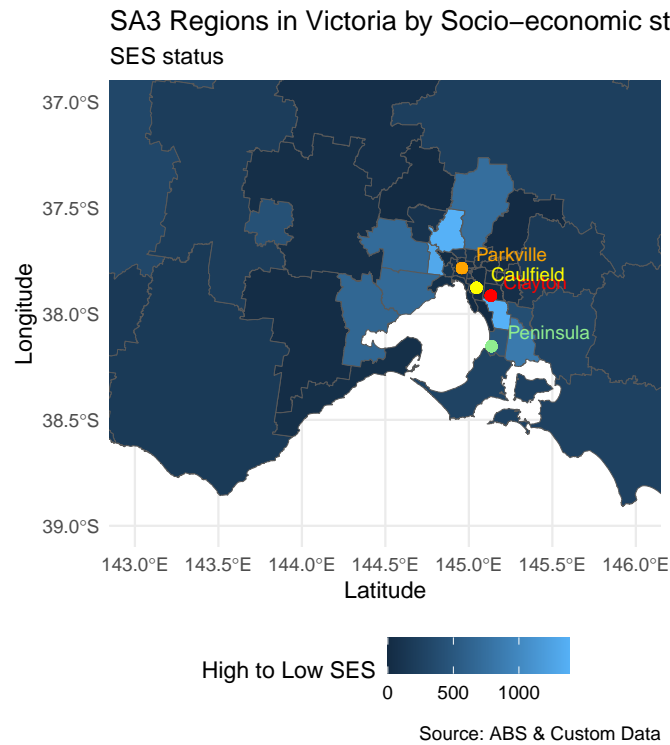 SA3 Regions in Victoria by Socio−economic st
SES status
37.0°S
37.5°S
38.0°S
38.5°S
39.0°S
Longitude
Parkville
Caulfield
Clayton
Peninsula
143.0°E 143.5°E 144.0°E 144.5°E 145.0°E 145.5°E 146.0°E
Latitude
High to Low SES
0 500 1000
Source: ABS & Custom Data